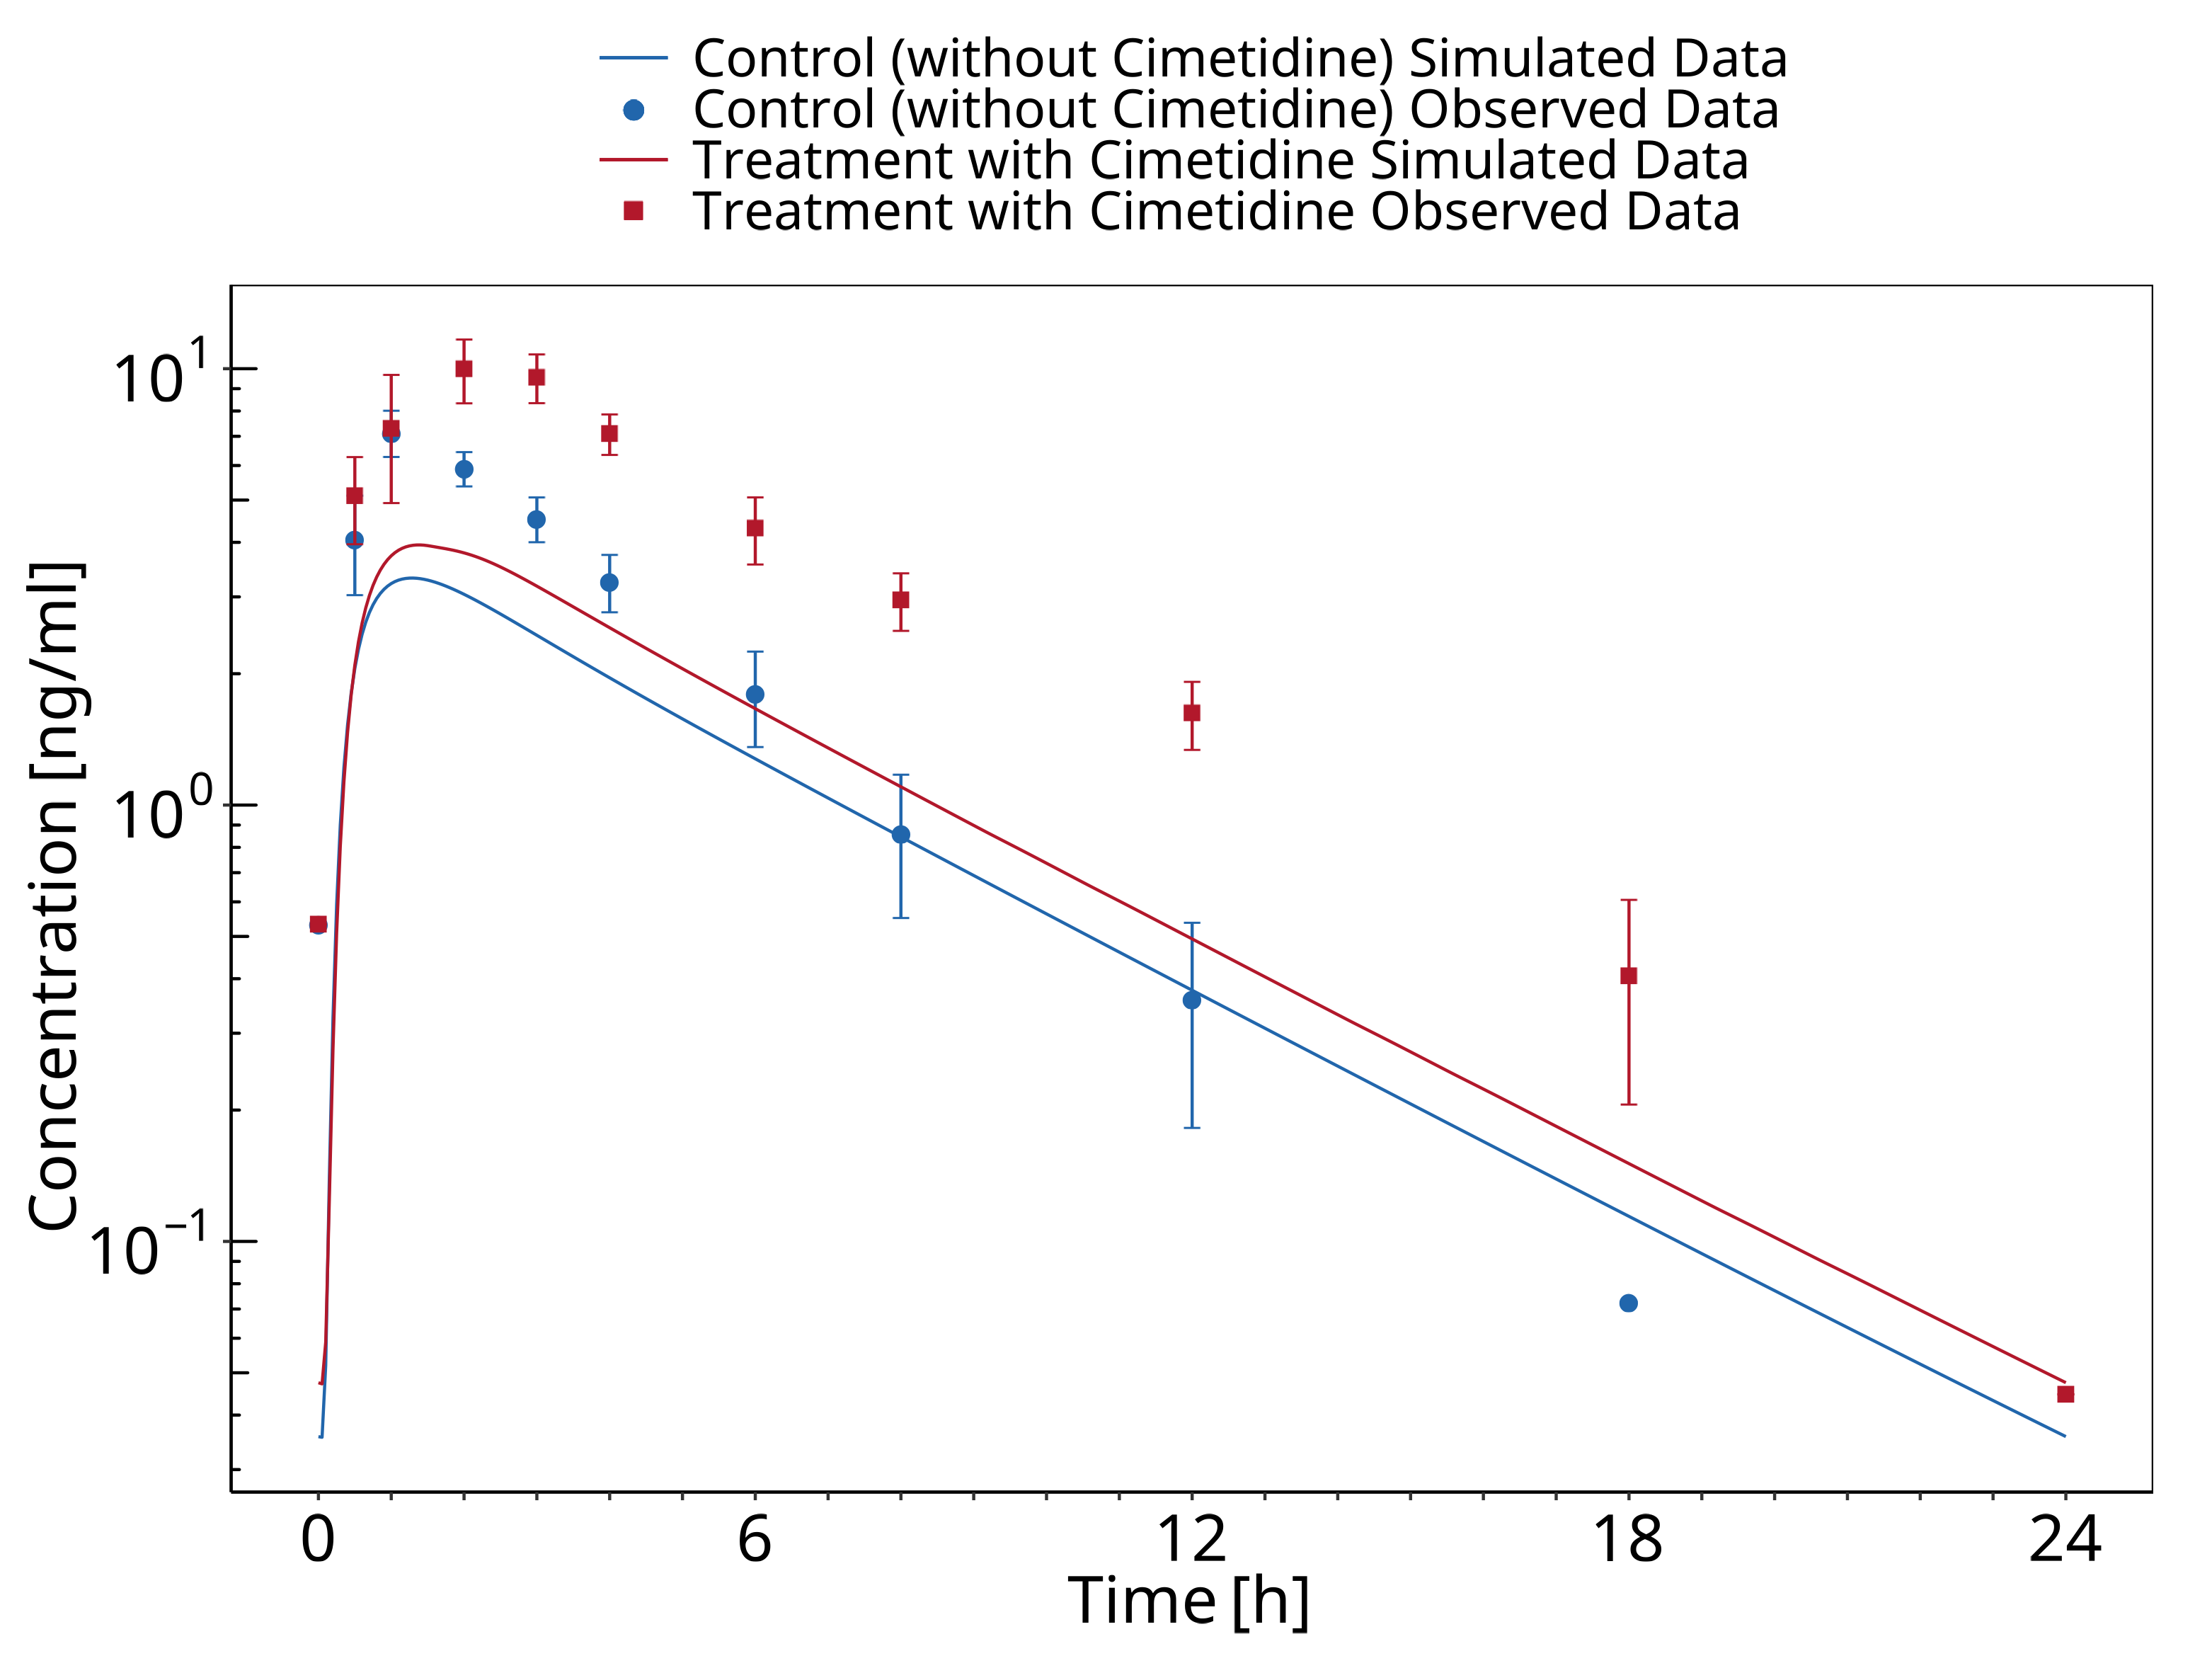 Control (without Cimetidine) Simulated Data
Control (without Cimetidine) Observed Data
Treatment with Cimetidine Simulated Data
Treatment with Cimetidine Observed Data
Concentration [ng/ml]
10¹
10⁰
10⁻¹
0 6 12 18 24
Time [h]